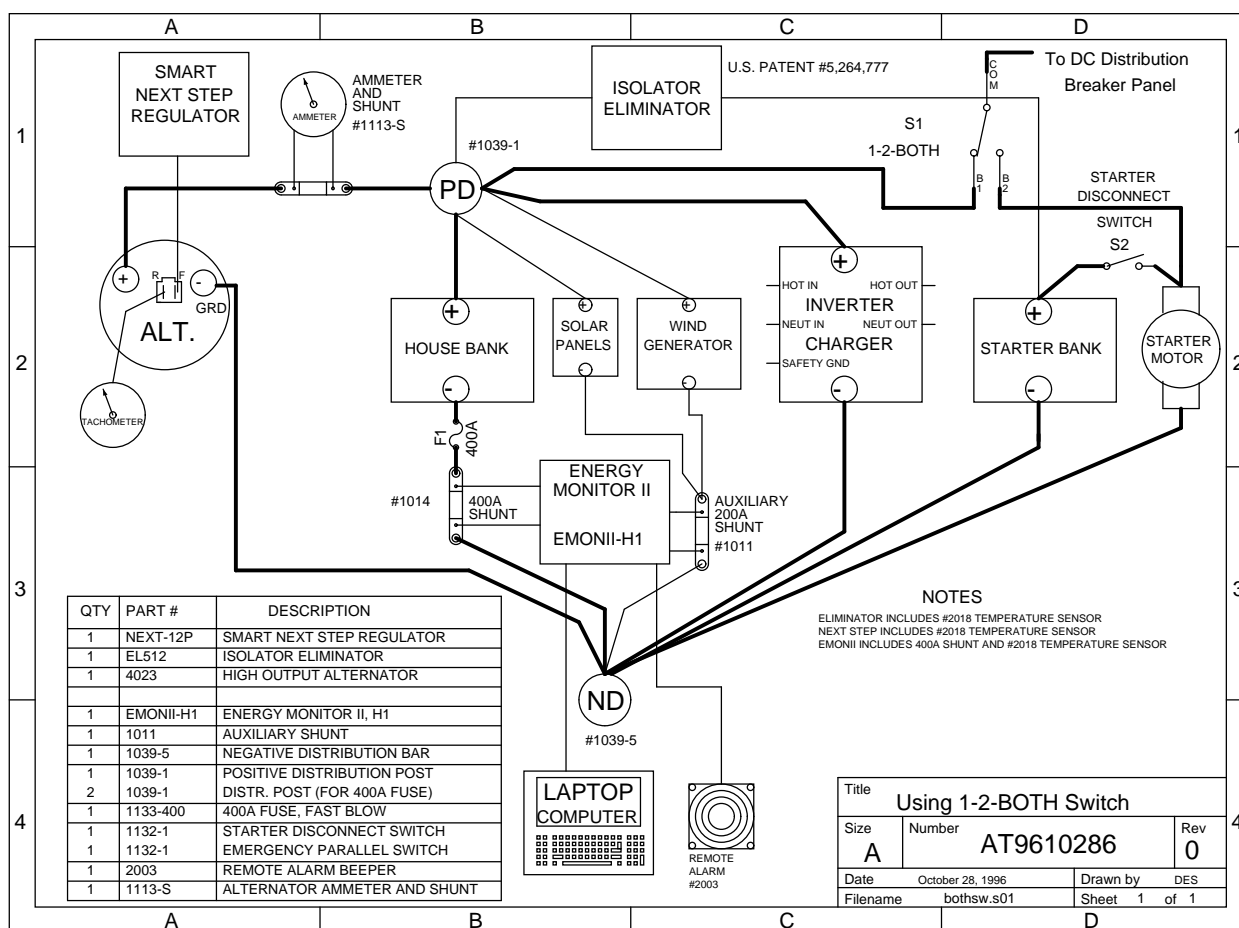 A B C D
1
2
3
4
SMART
NEXT STEP
REGULATOR
AMMETER
AMMETER
AND
SHUNT
#1113-S
#1039-1
PD
ISOLATOR
ELIMINATOR
U.S. PATENT #5,264,777
S1
1-2-BOTH
COM
B1
B2
To DC Distribution
Breaker Panel
1
STARTER
DISCONNECT
SWITCH
S2
+
R F
-
GRD
ALT.
TACHOMETER
+
HOUSE BANK
-
F1
400A
+
SOLAR
PANELS
-
+
WIND
GENERATOR
-
+
HOT IN HOT OUT
INVERTER
NEUT IN NEUT OUT
CHARGER
SAFETY GND
-
+
STARTER BANK
-
STARTER
MOTOR
2
#1014
400A
SHUNT
ENERGY
MONITOR II
EMONII-H1
AUXILIARY
200A
SHUNT
#1011
3
NOTES
ELIMINATOR INCLUDES #2018 TEMPERATURE SENSOR
NEXT STEP INCLUDES #2018 TEMPERATURE SENSOR
EMONII INCLUDES 400A SHUNT AND #2018 TEMPERATURE SENSOR
ND
#1039-5
LAPTOP
COMPUTER
REMOTE
ALARM
#2003
QTY PART # DESCRIPTION
1 NEXT-12P SMART NEXT STEP REGULATOR
1 EL512 ISOLATOR ELIMINATOR
1 4023 HIGH OUTPUT ALTERNATOR
1 EMONII-H1 ENERGY MONITOR II, H1
1 1011 AUXILIARY SHUNT
1 1039-5 NEGATIVE DISTRIBUTION BAR
1 1039-1 POSITIVE DISTRIBUTION POST
2 1039-1 DISTR. POST (FOR 400A FUSE)
1 1133-400 400A FUSE, FAST BLOW
1 1132-1 STARTER DISCONNECT SWITCH
1 1132-1 EMERGENCY PARALLEL SWITCH
1 2003 REMOTE ALARM BEEPER
1 1113-S ALTERNATOR AMMETER AND SHUNT
Title
Using 1-2-BOTH Switch
Size Number Rev
A AT9610286 0
Date October 28, 1996 Drawn by DES
Filename bothsw.s01 Sheet 1 of 1
4
A B C D